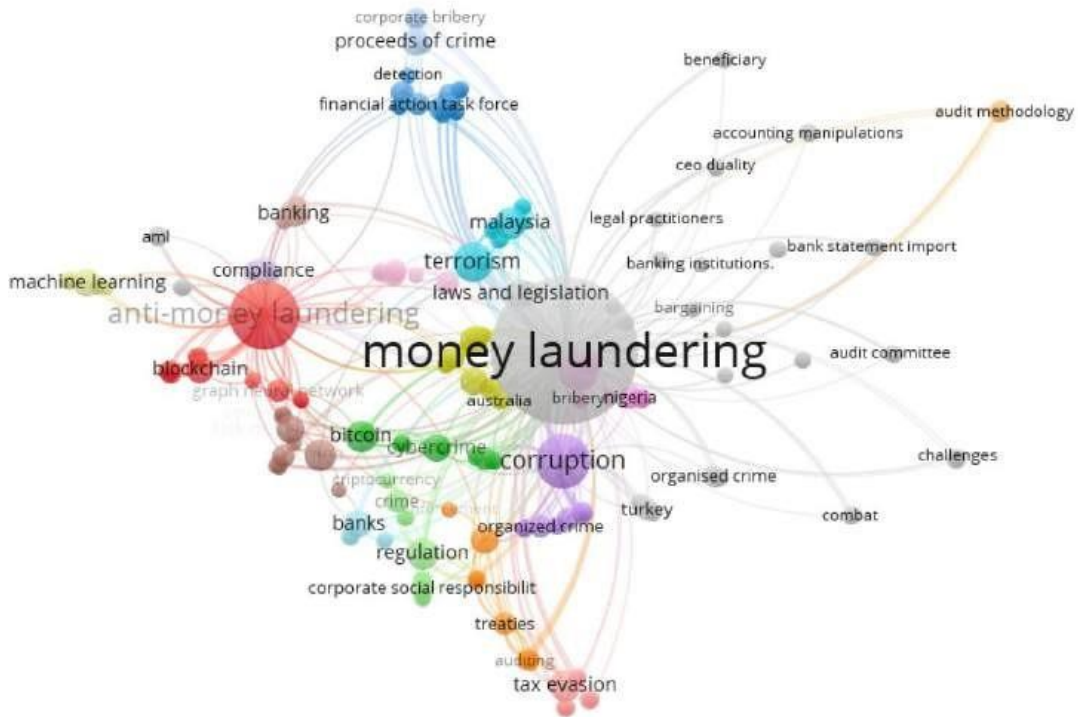 corporate bribery
proceeds of crime
beneficiary
detection
financial action task force
audit methodology
accounting manipulations
ceo duality
banking
malaysia
legal practitioners
aml
bank statement import
terrorism
banking institutions.
compliance
machine learning
laws and legislation
anti-money laundering
bargaining
money laundering
audit committee
blockchain
graph neural network
australia
bribery
nigeria
bitcoin
cybercrime
corruption
challenges
criptocurrency
organised crime
crime
turkey
combat
banks
organized crime
regulation
corporate social responsibilit
treaties
auditing
tax evasion